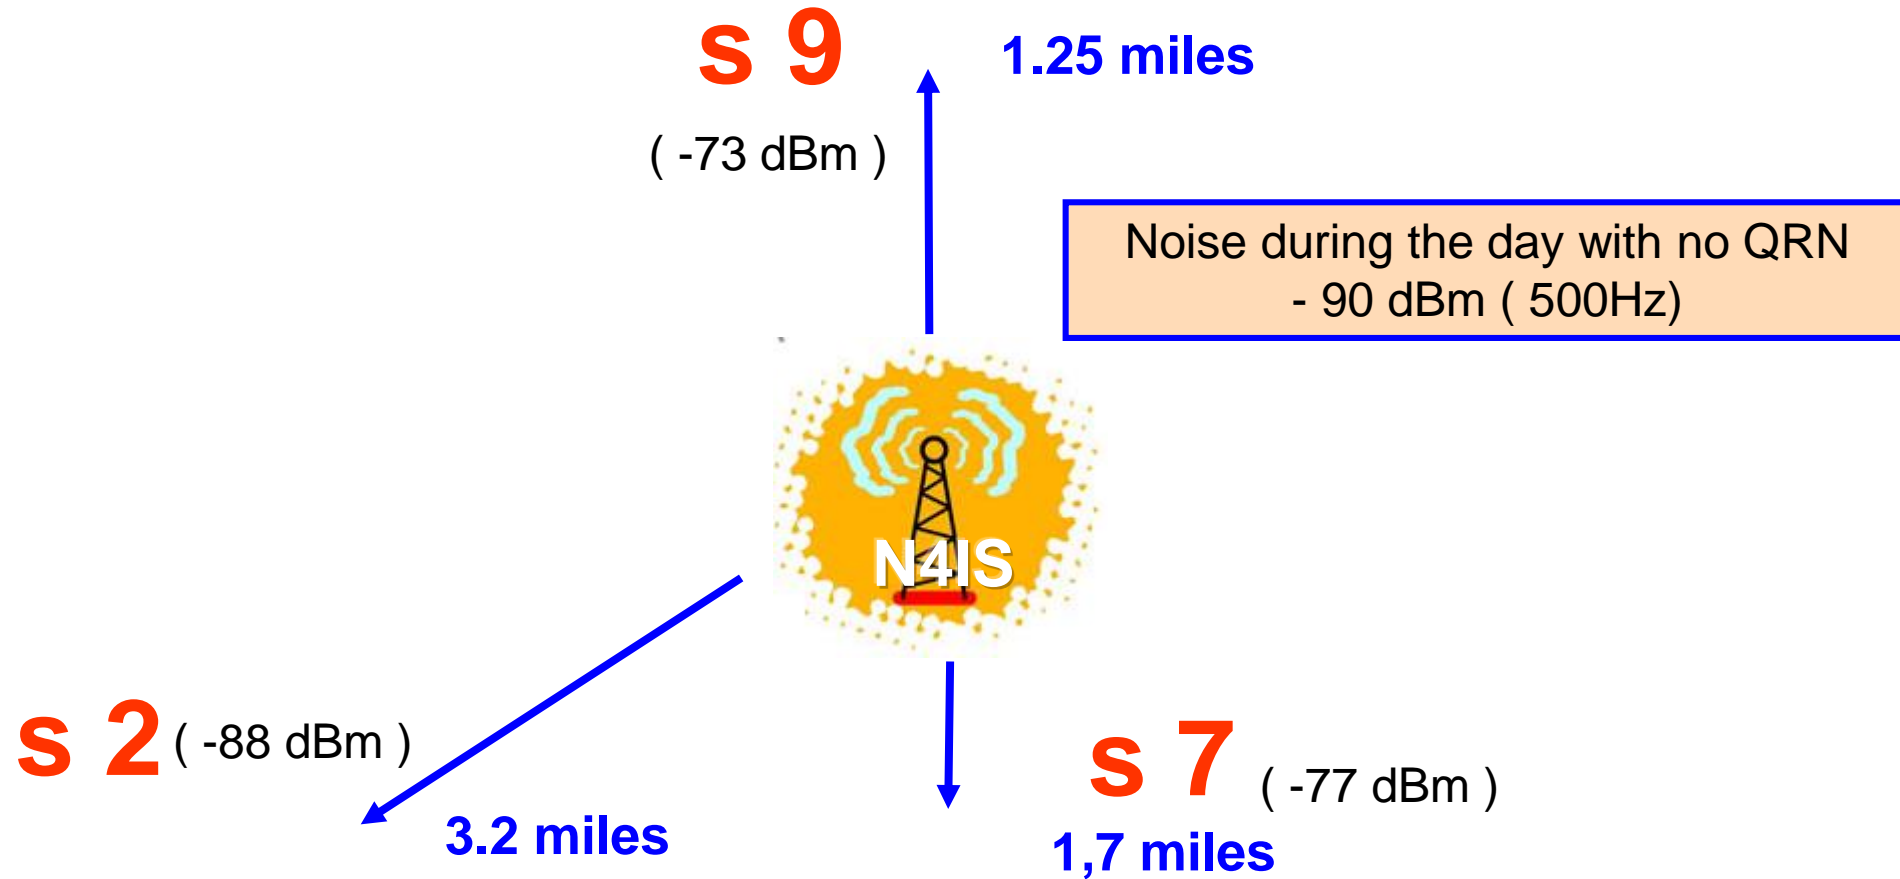 s 9
1.25 miles
( -73 dBm )
Noise during the day with no QRN
- 90 dBm ( 500Hz)
N4IS
s 2
( -88 dBm )
3.2 miles
s 7
( -77 dBm )
1,7 miles